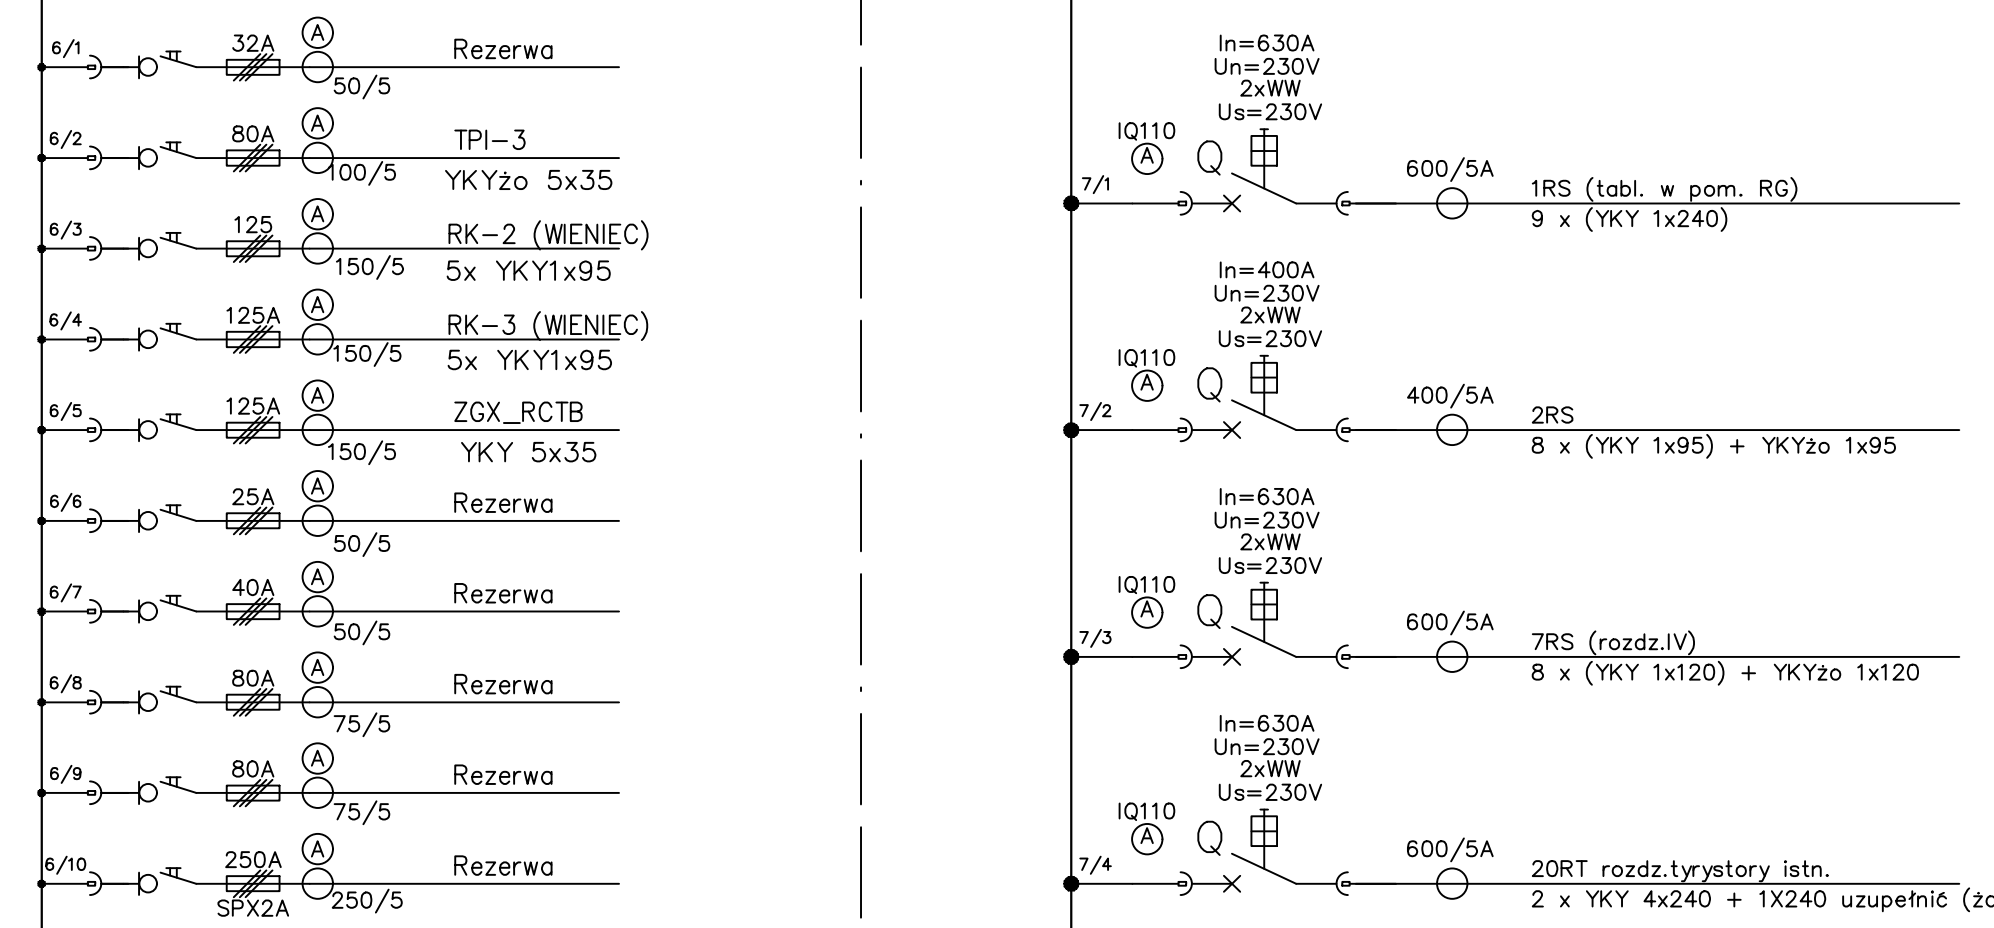 6/1
32A
A
50/5
Rezerwa
6/2
80A
A
100/5
TPI-3
YKYżo 5x35
6/3
125
A
150/5
RK-2 (WIENIEC)
5x YKY1x95
6/4
125A
A
150/5
RK-3 (WIENIEC)
5x YKY1x95
6/5
125A
A
150/5
ZGX_RCTB
YKY 5x35
6/6
25A
A
50/5
Rezerwa
6/7
40A
A
50/5
Rezerwa
6/8
80A
A
75/5
Rezerwa
6/9
80A
A
75/5
Rezerwa
6/10
250A
SPX2A
A
250/5
Rezerwa
In=630A
Un=230V
2xWW
Us=230V
IQ110
A
Q
7/1
600/5A
1RS (tabl. w pom. RG)
9 x (YKY 1x240)
In=400A
Un=230V
2xWW
Us=230V
IQ110
A
Q
7/2
400/5A
2RS
8 x (YKY 1x95) + YKYżo 1x95
In=630A
Un=230V
2xWW
Us=230V
IQ110
A
Q
7/3
600/5A
7RS (rozdz.IV)
8 x (YKY 1x120) + YKYżo 1x120
In=630A
Un=230V
2xWW
Us=230V
IQ110
A
Q
7/4
600/5A
20RT rozdz.tyrystory istn.
2 x YKY 4x240 + 1X240 uzupełnić